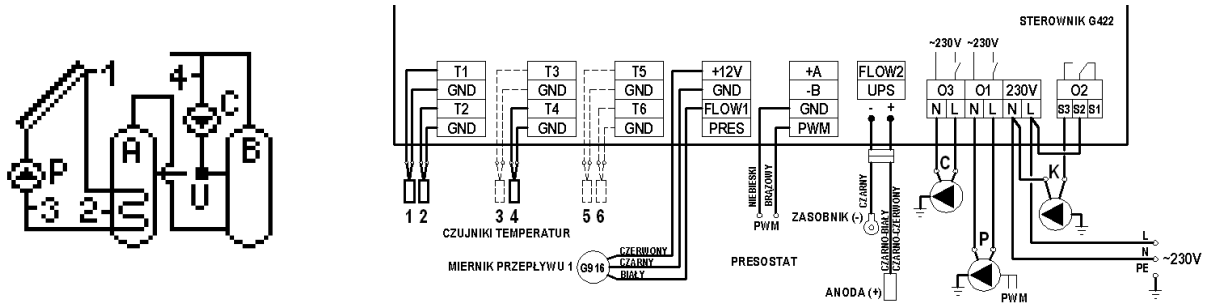 1
4
C
A
B
P
U
3
2
STEROWNIK G422
~230V ~230V
T1 T3 T5 +12V +A FLOW2
GND GND GND GND -B UPS O3 O1 230V O2
T2 T4 T6 FLOW1 GND - + N L N L N L S3 S2 S1
GND GND GND PRES PWM
NIEBIESKI
BRĄZOWY
CZARNY
C
K
1 2 3 4 5 6
CZUJNIKI TEMPERATUR
PWM
ZASOBNIK (-)
CZARNO-BIAŁY
CZARNO-CZERWONY
P
L
N
PE
~230V
CZERWONY
CZARNY
BIAŁY
MIERNIK PRZEPŁYWU 1
G916
PRESOSTAT
ANODA (+)
PWM